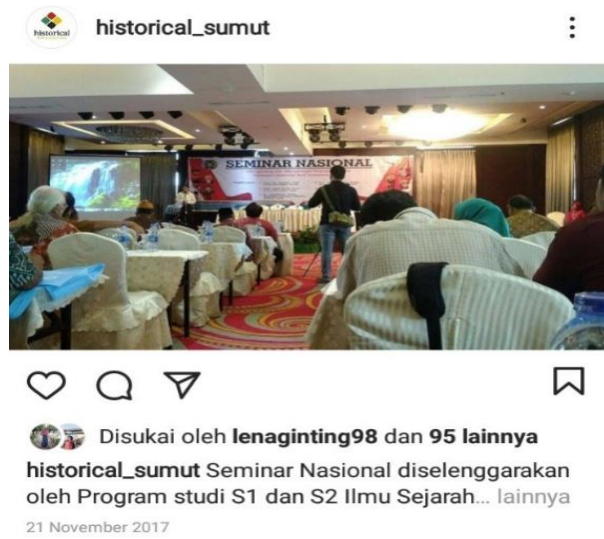 historical
historical_sumut
SEMINAR NASIONAL
Disukai oleh lenaginting98 dan 95 lainnya
historical_sumut Seminar Nasional diselenggarakan
oleh Program studi S1 dan S2 Ilmu Sejarah... lainnya
21 November 2017